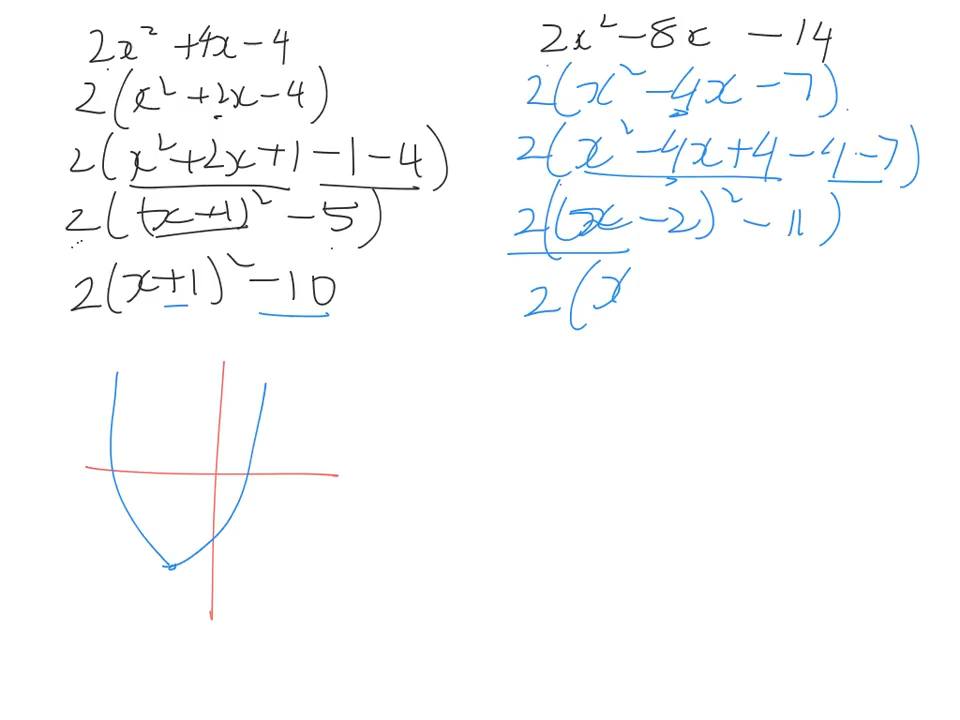 2x² +4x - 4
2(x² +2x - 4)
2(x² +2x +1 - 1 - 4)
2((x+1)² - 5)
2(x+1)² - 10
2x² - 8x - 14
2(x² - 4x - 7)
2(x² - 4x + 4 - 4 - 7)
2((x - 2)² - 11)
2(x